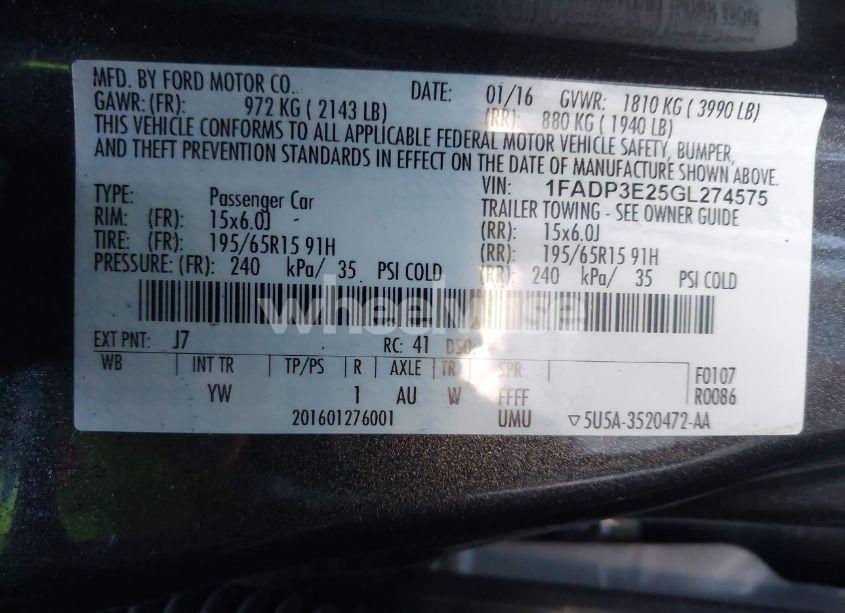 MFD. BY FORD MOTOR CO. DATE: 01/16 GVWR: 1810 KG ( 3990 LB)
GAWR: (FR): 972 KG ( 2143 LB) (RR): 880 KG ( 1940 LB)
THIS VEHICLE CONFORMS TO ALL APPLICABLE FEDERAL MOTOR VEHICLE SAFETY, BUMPER,
AND THEFT PREVENTION STANDARDS IN EFFECT ON THE DATE OF MANUFACTURE SHOWN ABOVE.
VIN: 1FADP3E25GL274575
TYPE: Passenger Car TRAILER TOWING - SEE OWNER GUIDE
RIM: (FR): 15x6.0J (RR): 15x6.0J
TIRE: (FR): 195/65R15 91H (RR): 195/65R15 91H
PRESSURE: (FR): 240 kPa/ 35 PSI COLD (RR): 240 kPa/ 35 PSI COLD
wheelwise
EXT PNT: J7 RC: 41 DSO:
WB INT TR TP/PS R AXLE TR SPR F0107
YW 1 AU W FFFF R0086
201601276001 UMU ▽5U5A-3520472-AA